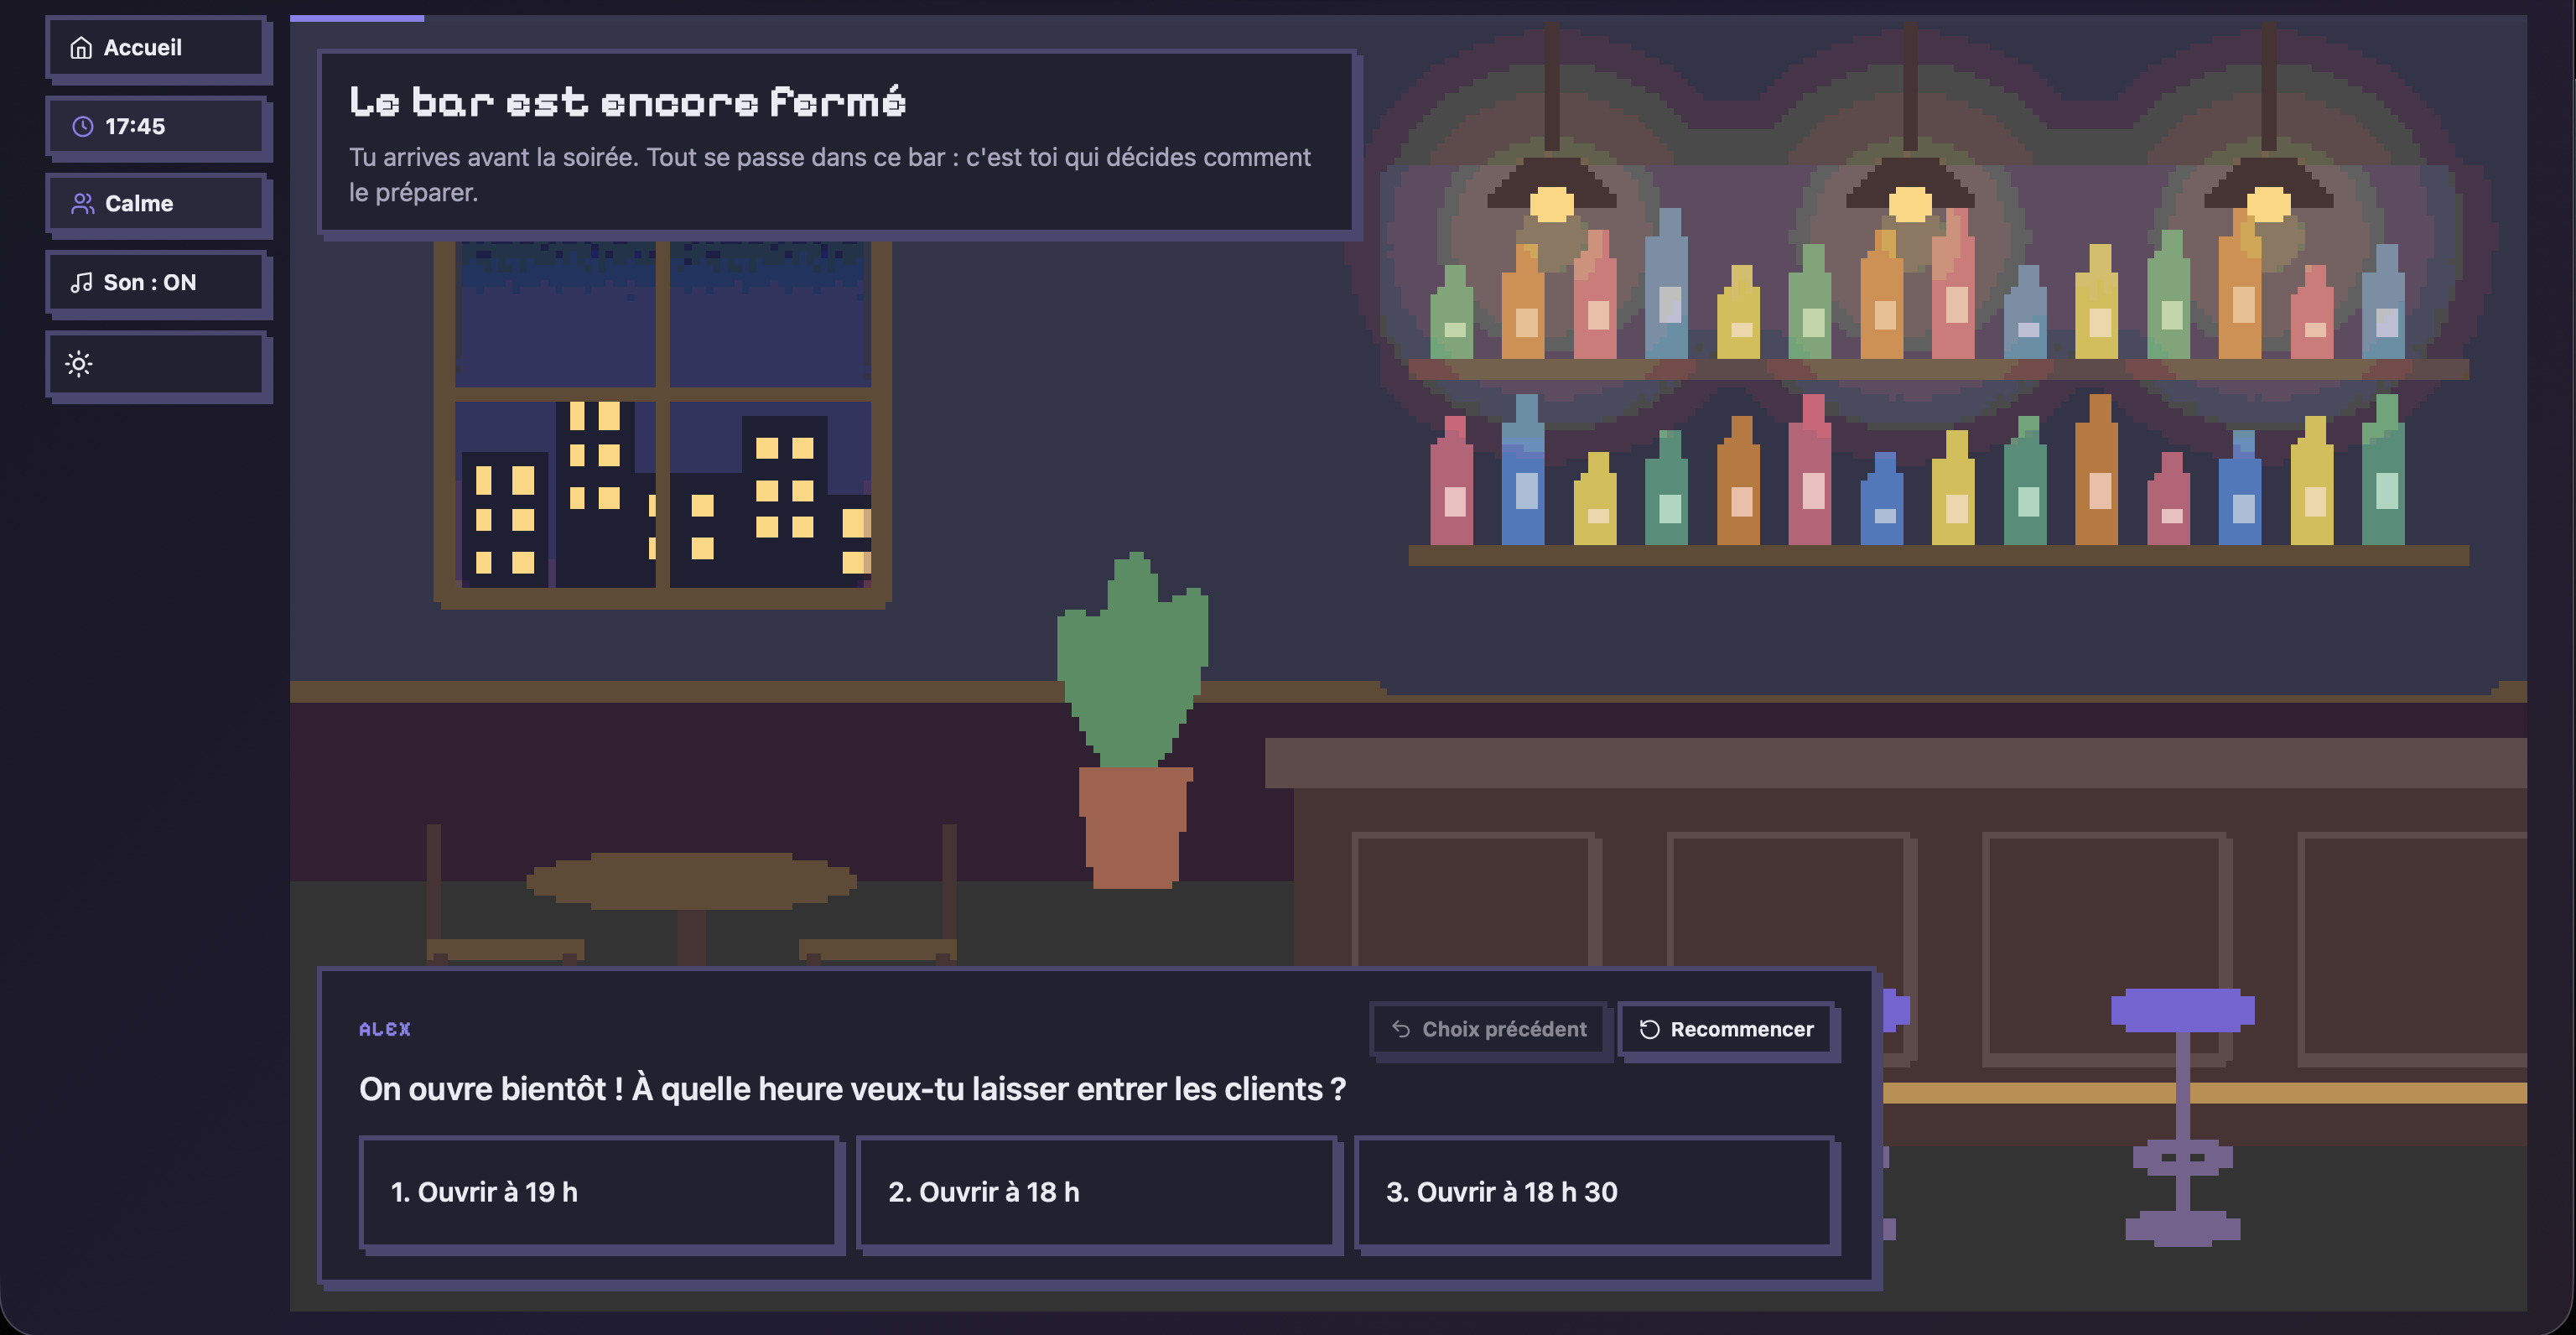 Accueil
17:45
Calme
Son : ON
Le bar est encore fermé
Tu arrives avant la soirée. Tout se passe dans ce bar : c'est toi qui décides comment
le préparer.
ALEX
Choix précédent
Recommencer
On ouvre bientôt ! À quelle heure veux-tu laisser entrer les clients ?
1. Ouvrir à 19 h
2. Ouvrir à 18 h
3. Ouvrir à 18 h 30